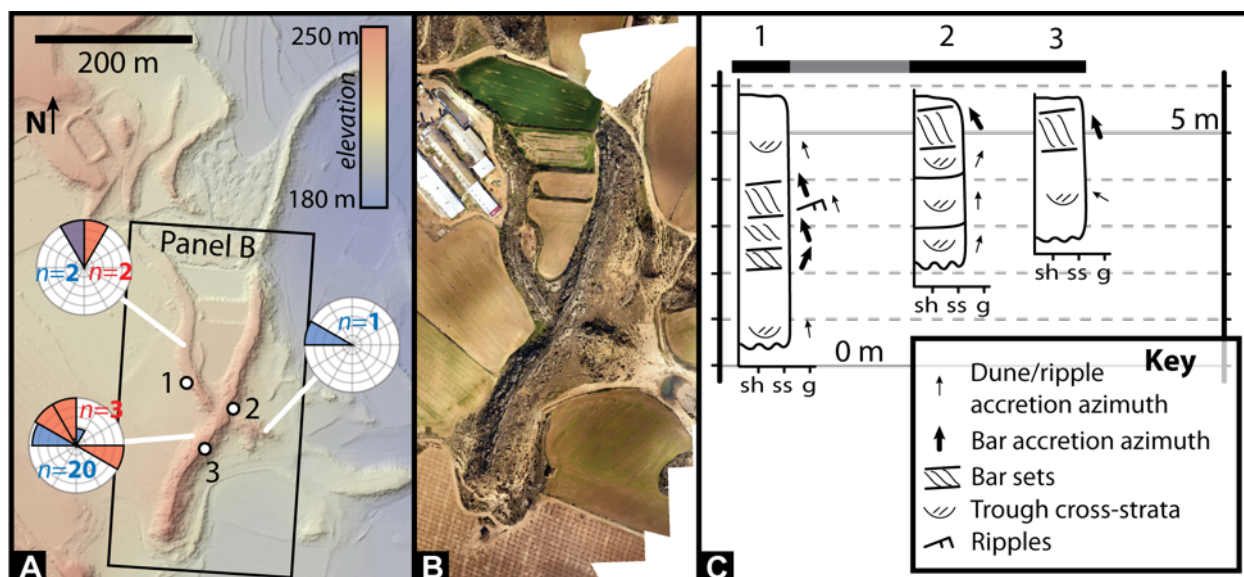 200 m
N
250 m
elevation
180 m
Panel B
n=2
n=2
n=1
1
n=3
2
n=20
3
A
B
1
2
3
5 m
sh ss g
sh ss g
sh ss g
0 m
Key
Dune/ripple
accretion azimuth
Bar accretion azimuth
Bar sets
Trough cross-strata
Ripples
C